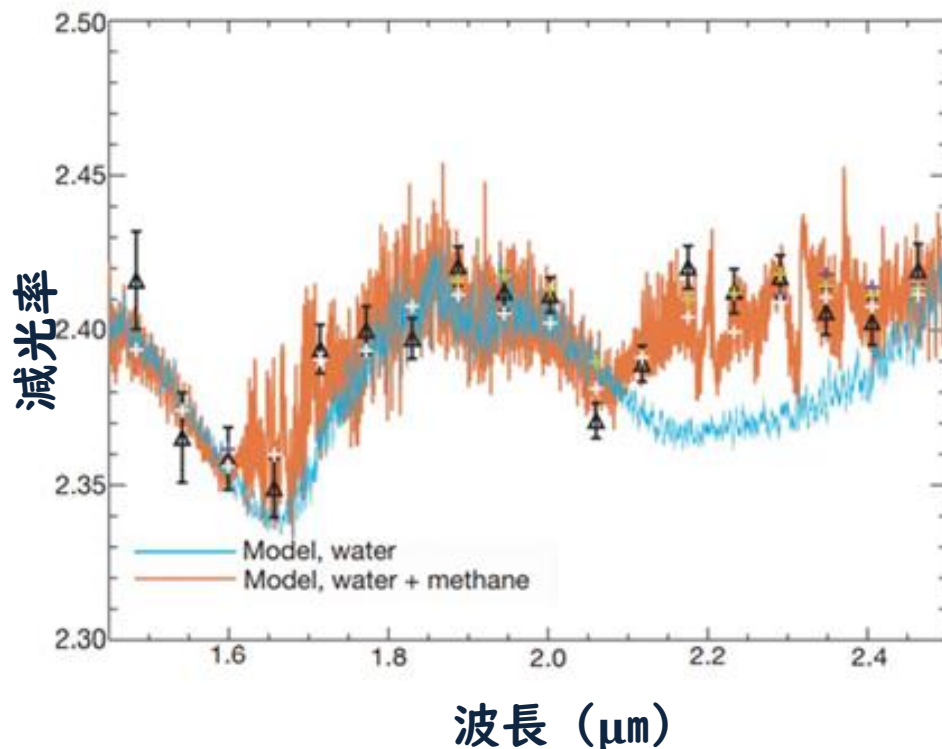 2.50
2.45
2.40
2.35
2.30
減光率
Model, water
Model, water + methane
1.6 1.8 2.0 2.2 2.4
波長 (μm)